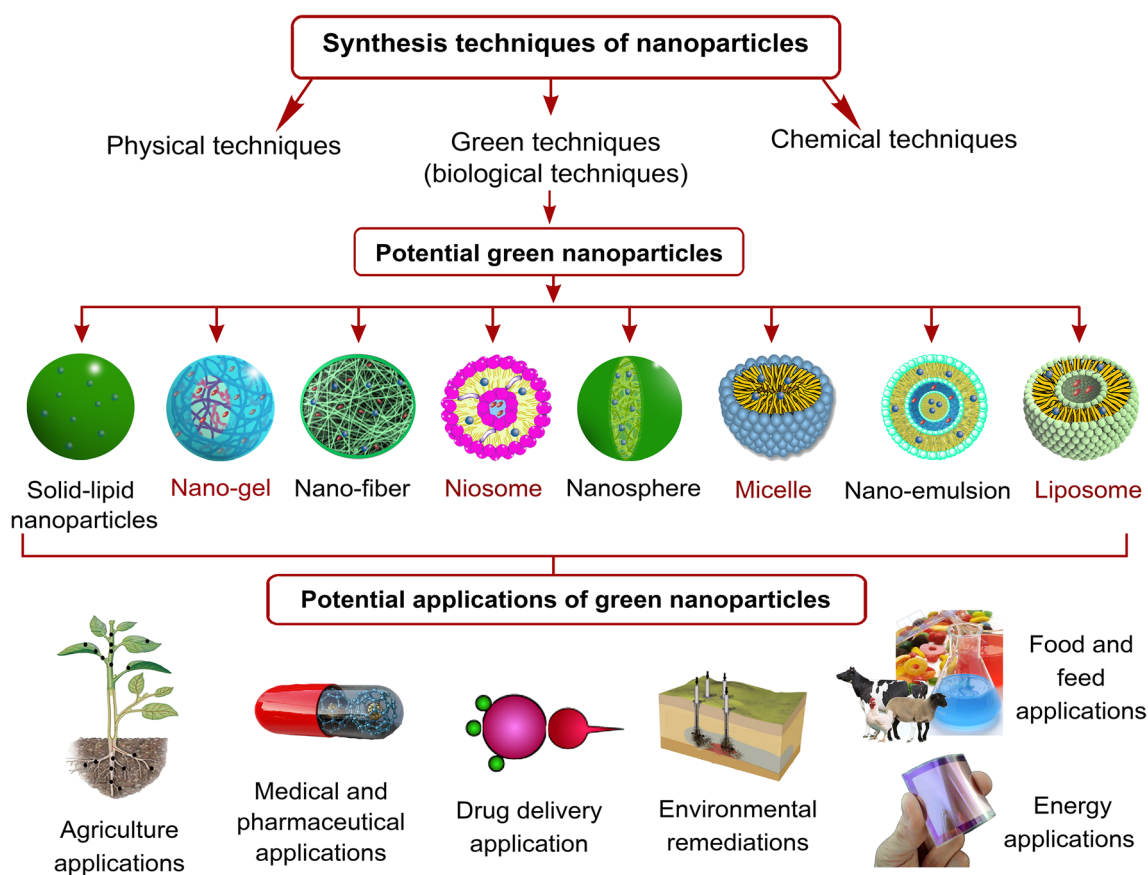 Synthesis techniques of nanoparticles
Physical techniques
Green techniques
(biological techniques)
Chemical techniques
Potential green nanoparticles
Solid-lipid
nanoparticles
Nano-gel
Nano-fiber
Niosome
Nanosphere
Micelle
Nano-emulsion
Liposome
Potential applications of green nanoparticles
Agriculture
applications
Medical and
pharmaceutical
applications
Drug delivery
application
Environmental
remediations
Food and
feed
applications
Energy
applications